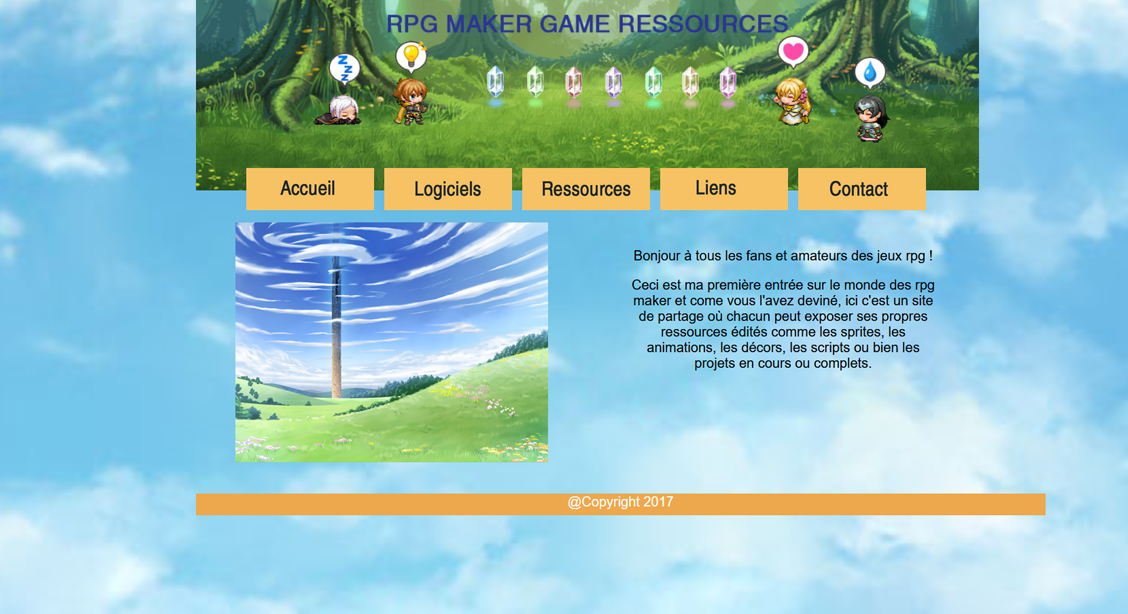 RPG MAKER GAME RESSOURCES
Z
Z
Z
Accueil
Logiciels
Ressources
Liens
Contact
Bonjour à tous les fans et amateurs des jeux rpg !
Ceci est ma première entrée sur le monde des rpg
maker et come vous l'avez deviné, ici c'est un site
de partage où chacun peut exposer ses propres
ressources édités comme les sprites, les
animations, les décors, les scripts ou bien les
projets en cours ou complets.
@Copyright 2017